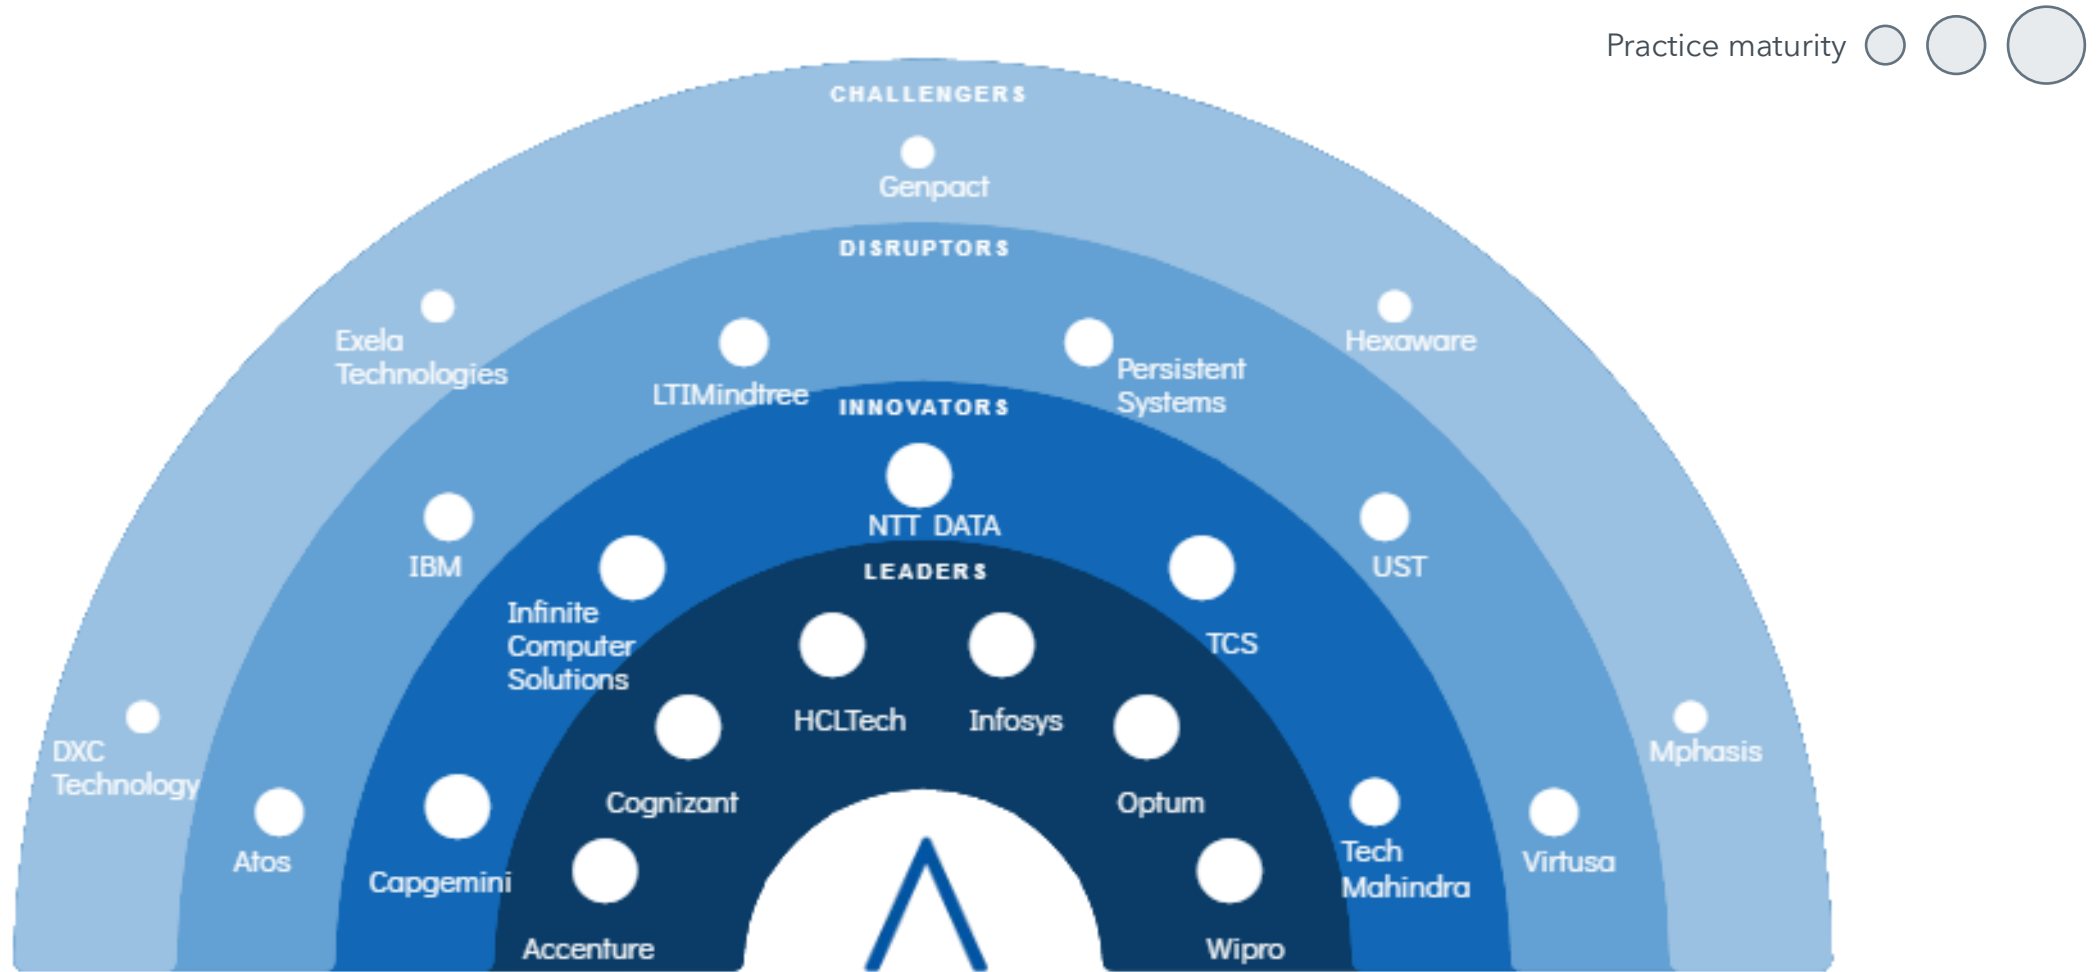 Practice maturity
CHALLENGERS
Genpact
Exela
Technologies
Hexaware
DXC
Technology
Mphasis
DISRUPTORS
LTIMindtree
Persistent
Systems
IBM
UST
Atos
Virtusa
INNOVATORS
NTT DATA
Infinite
Computer
Solutions
TCS
Capgemini
Tech
Mahindra
LEADERS
HCLTech
Infosys
Cognizant
Optum
Accenture
Wipro